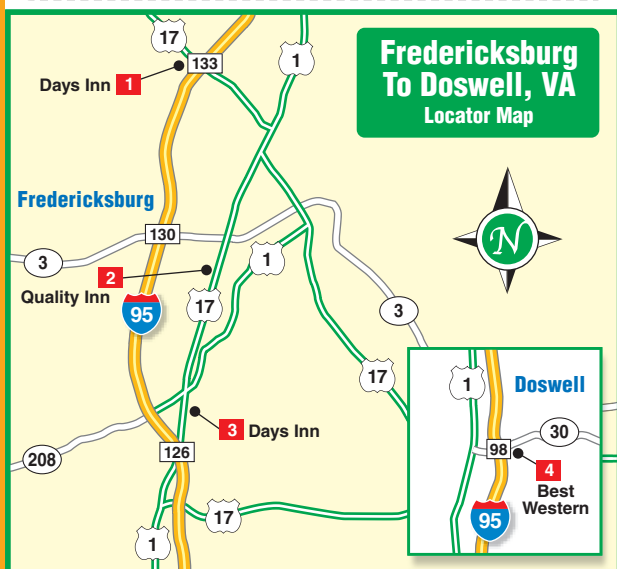 Fredericksburg
To Doswell, VA
Locator Map
17
1
133
Days Inn 1
Fredericksburg
130
3
2
Quality Inn
1
N
95
17
3
17
1
Doswell
3 Days Inn
30
208
126
98
4
Best
Western
17
95
1